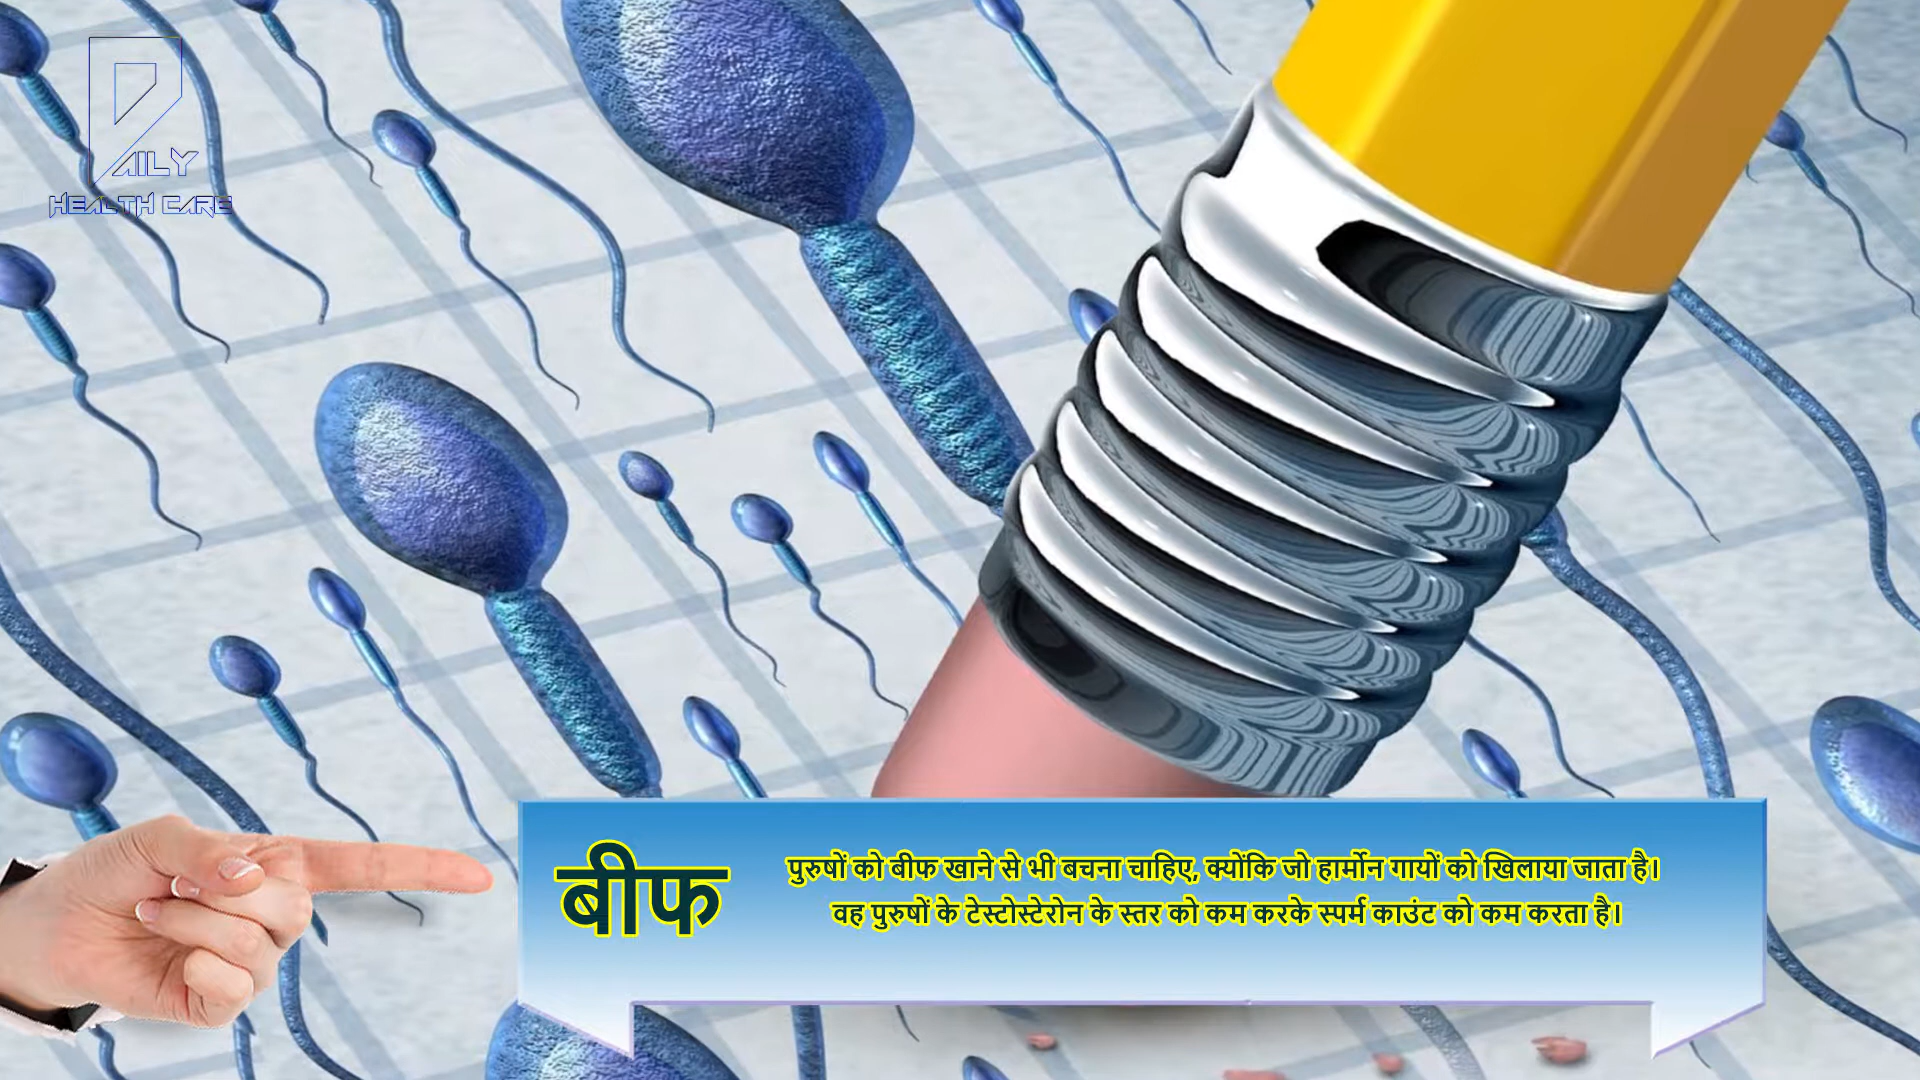 DAILY
HEALTH CARE
बीफ
पुरुषों को बीफ खाने से भी बचना चाहिए, क्योंकि जो हार्मोन गायों को खिलाया जाता है।
वह पुरुषों के टेस्टोस्टेरोन के स्तर को कम करके स्पर्म काउंट को कम करता है।